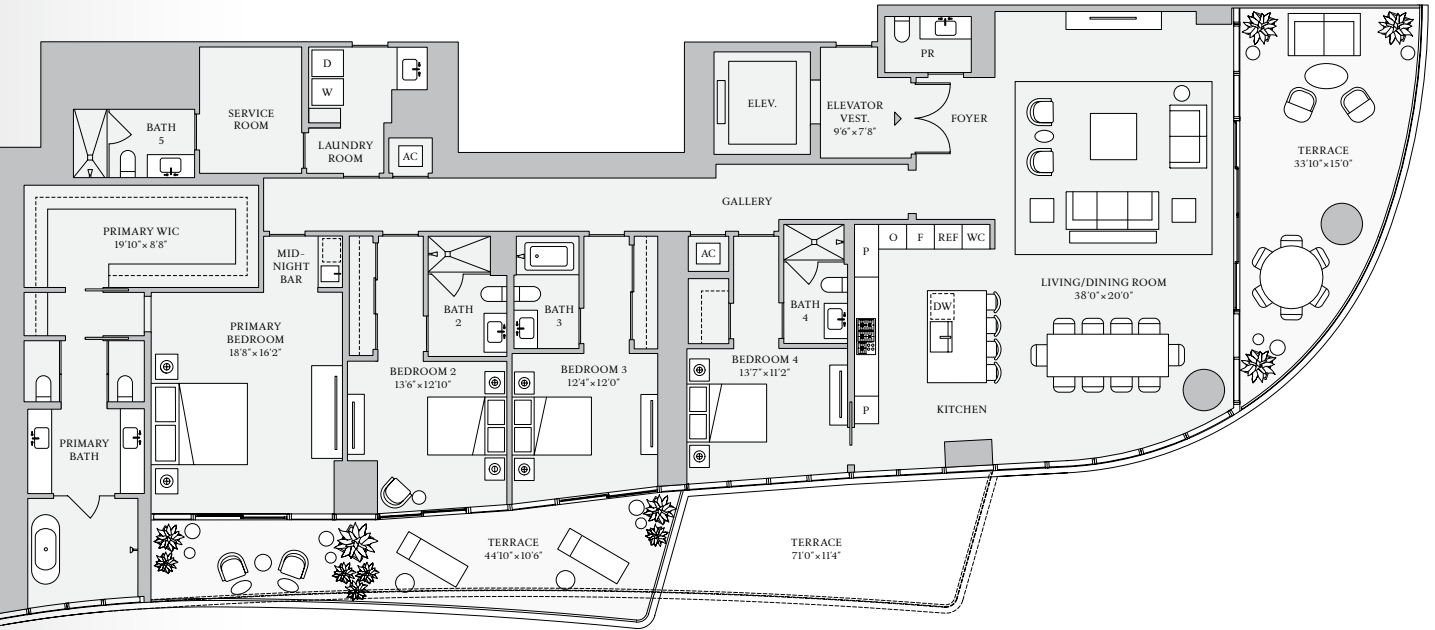 PR
D
W
SERVICE
ROOM
BATH
5
LAUNDRY
ROOM
AC
ELEV.
ELEVATOR
VEST.
9'6"×7'8"
FOYER
TERRACE
33'10"×15'0"
GALLERY
PRIMARY WIC
19'10"×8'8"
MID-
NIGHT
BAR
AC
P
O
F
REF
WC
BATH
2
BATH
3
BATH
4
DW
LIVING/DINING ROOM
38'0"×20'0"
PRIMARY
BEDROOM
18'8"×16'2"
BEDROOM 2
13'6"×12'10"
BEDROOM 3
12'4"×12'0"
BEDROOM 4
13'7"×11'2"
P
KITCHEN
PRIMARY
BATH
TERRACE
44'10"×10'6"
TERRACE
71'0"×11'4"